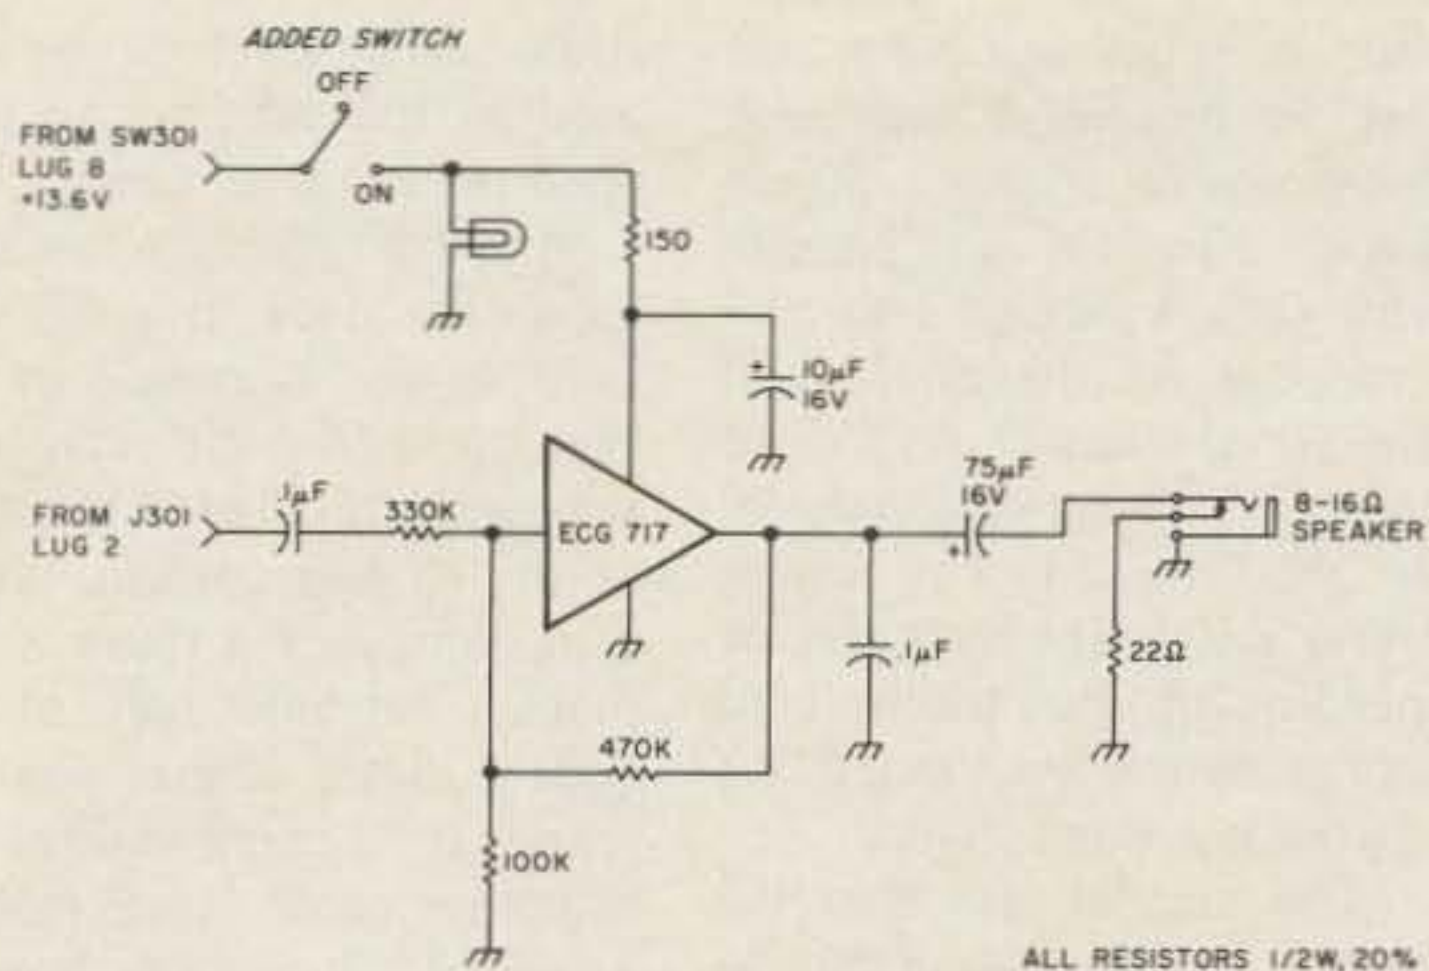 ADDED SWITCH
OFF
FROM SW301
LUG 8
+13.6V
ON
150
+
10µF
16V
FROM J301
LUG 2
.1µF
330K
ECG 717
75µF
16V
+
8-16Ω
SPEAKER
.1µF
22Ω
470K
100K
ALL RESISTORS 1/2W, 20%